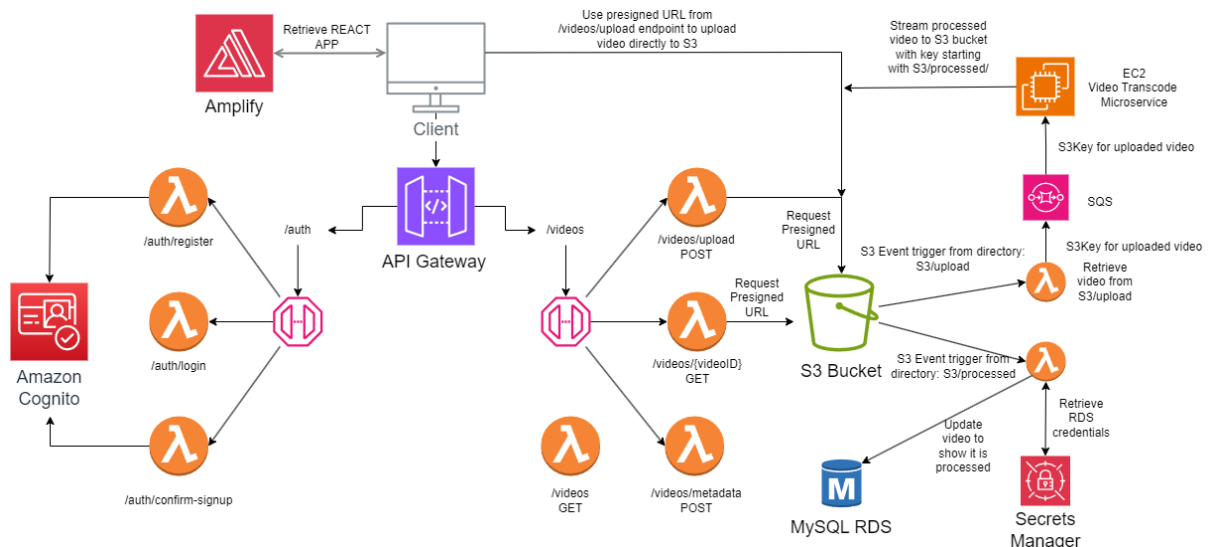 Retrieve REACT
APP
Amplify
Client
Use presigned URL from
/videos/upload endpoint to upload
video directly to S3
Stream processed
video to S3 bucket
with key starting
with S3/processed/
EC2
Video Transcode
Microservice
S3Key for uploaded video
SQS
S3Key for uploaded video
/auth/register
/auth
API Gateway
/videos
/videos/upload
POST
Request
Presigned
URL
S3 Event trigger from directory:
S3/upload
Retrieve
video from
S3/upload
Request
Presigned
URL
Amazon
Cognito
/auth/login
/videos/{videoID}
GET
S3 Bucket
S3 Event trigger from
directory: S3/processed
Retrieve
RDS
credentials
Update
video to
show it is
processed
/auth/confirm-signup
/videos
GET
/videos/metadata
POST
M
MySQL RDS
Secrets
Manager